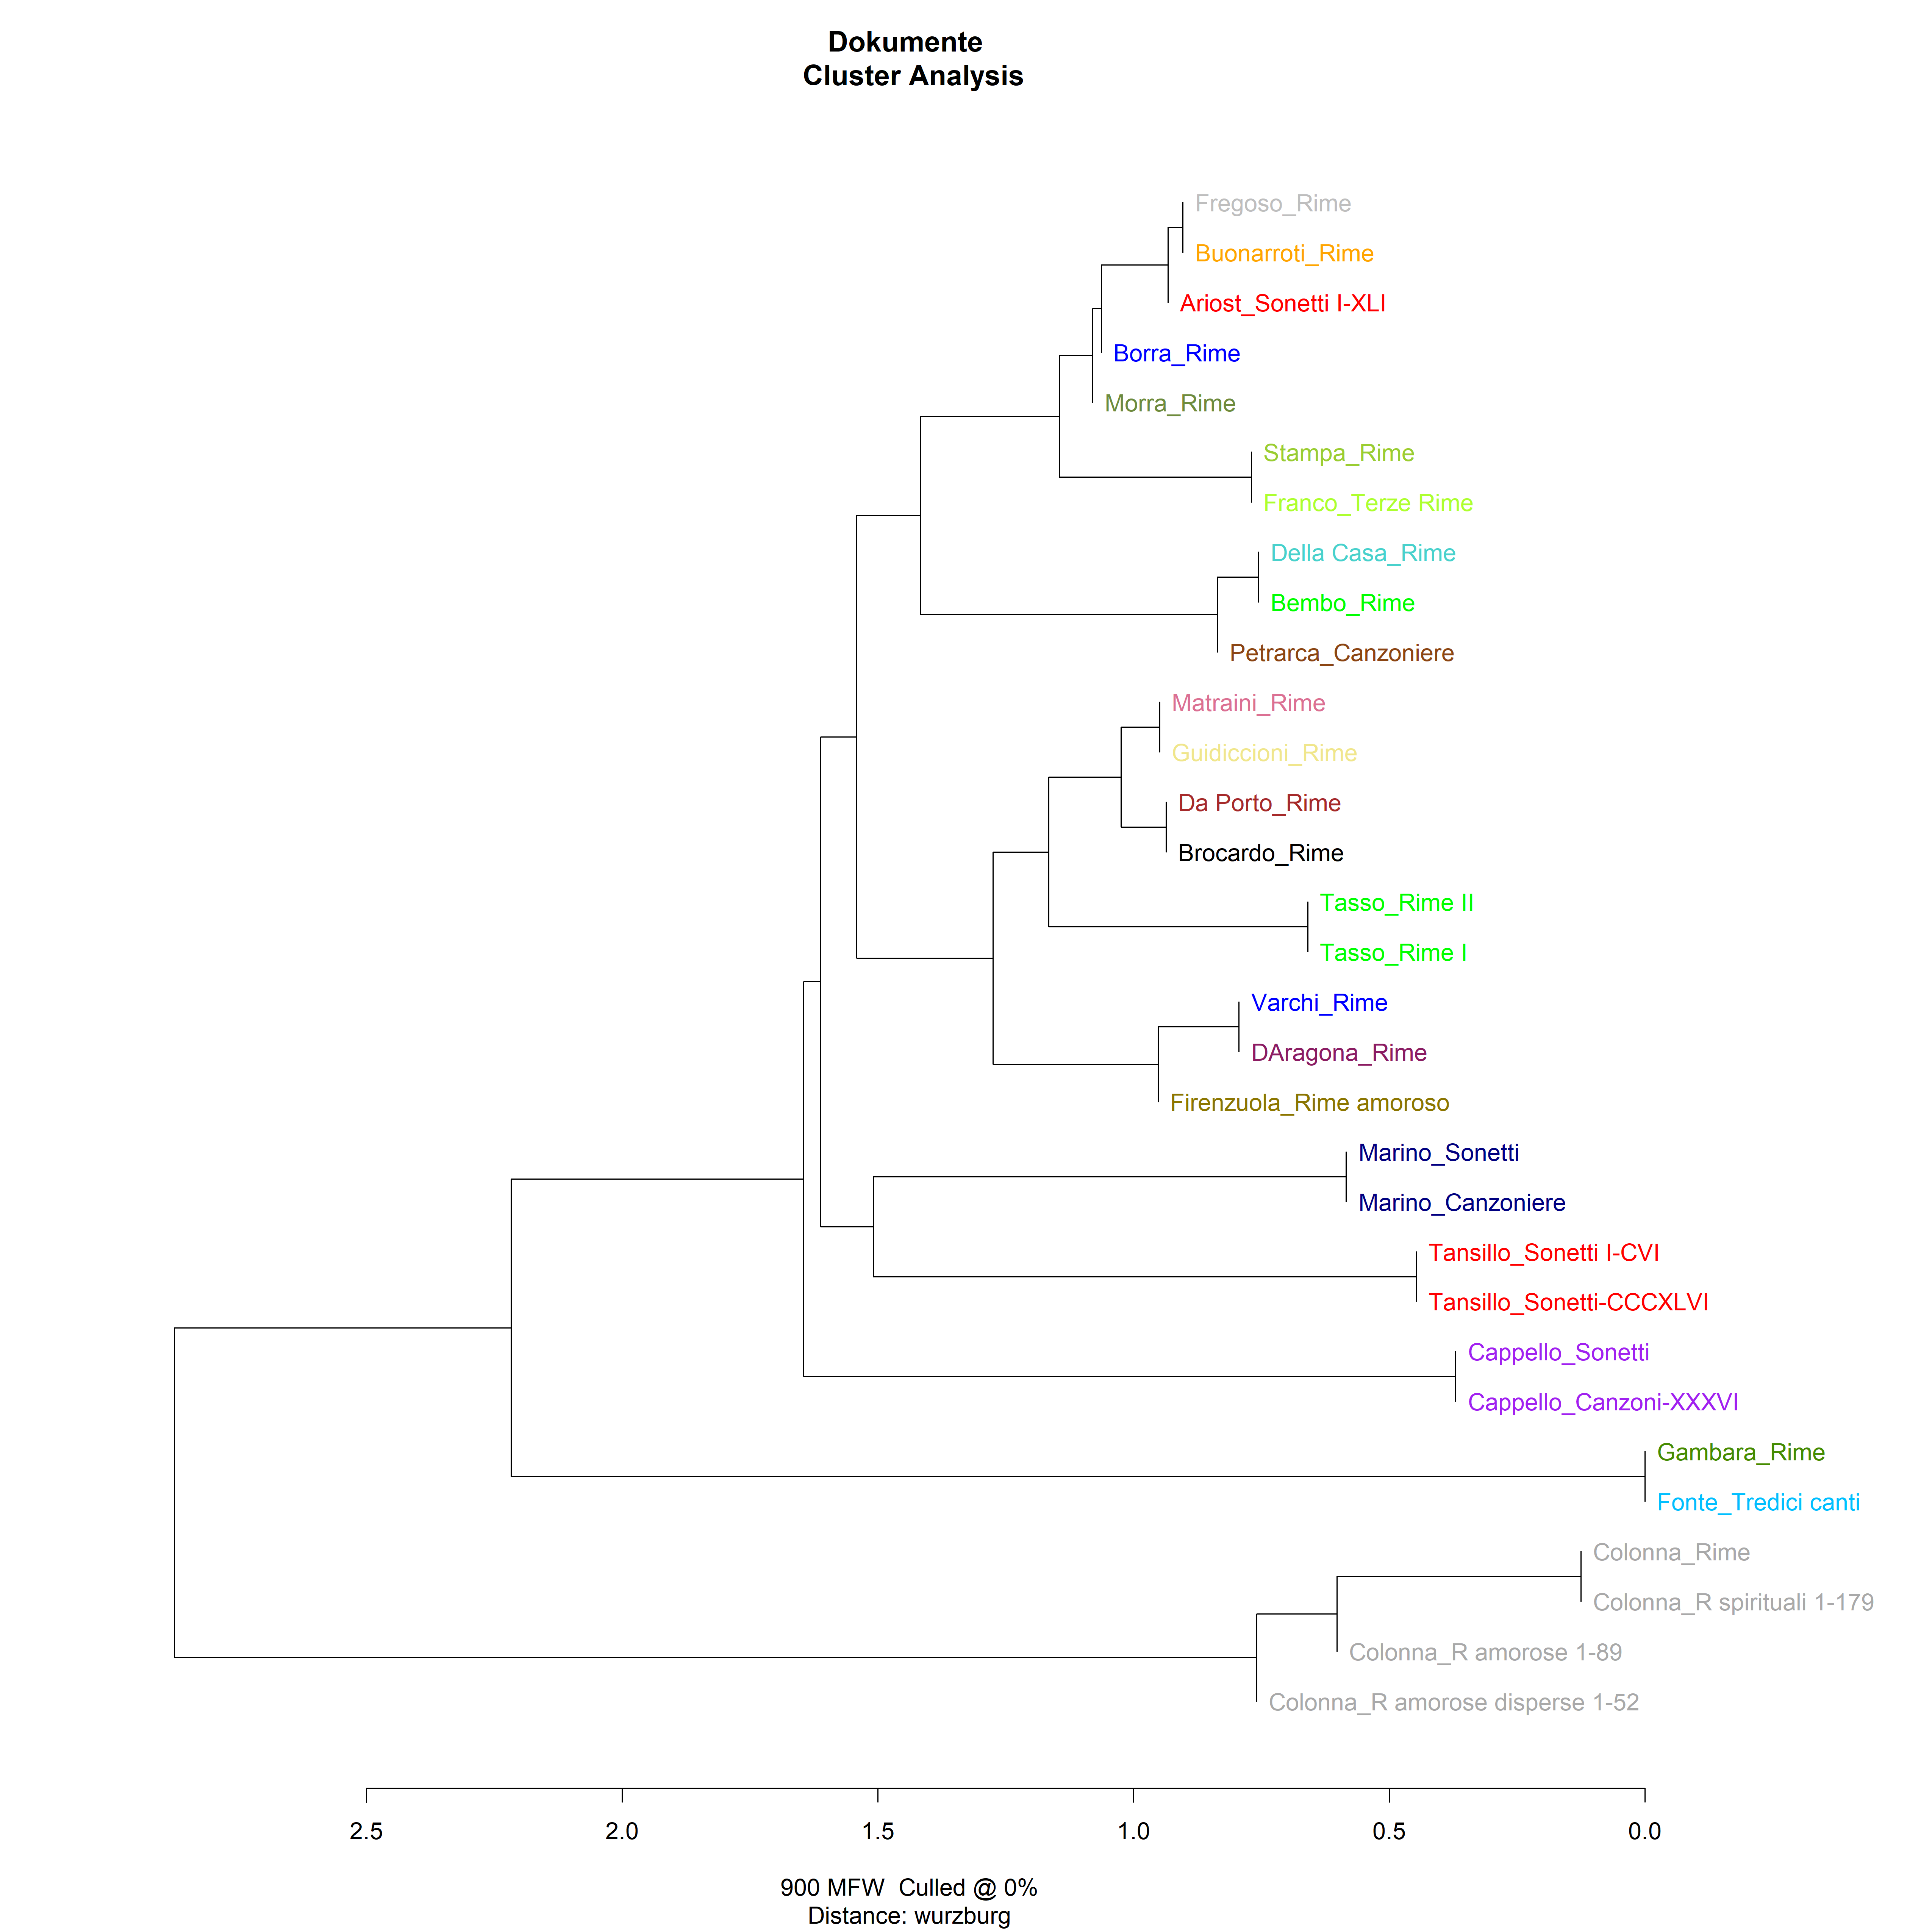 Dokumente
Cluster Analysis
Fregoso_Rime
Buonarroti_Rime
Ariost_Sonetti I-XLI
Borra_Rime
Morra_Rime
Stampa_Rime
Franco_Terze Rime
Della Casa_Rime
Bembo_Rime
Petrarca_Canzoniere
Matraini_Rime
Guidiccioni_Rime
Da Porto_Rime
Brocardo_Rime
Tasso_Rime II
Tasso_Rime I
Varchi_Rime
DAragona_Rime
Firenzuola_Rime amoroso
Marino_Sonetti
Marino_Canzoniere
Tansillo_Sonetti I-CVI
Tansillo_Sonetti-CCCXLVI
Cappello_Sonetti
Cappello_Canzoni-XXXVI
Gambara_Rime
Fonte_Tredici canti
Colonna_Rime
Colonna_R spirituali 1-179
Colonna_R amorose 1-89
Colonna_R amorose disperse 1-52
2.5 2.0 1.5 1.0 0.5 0.0
900 MFW  Culled @ 0%
Distance: wurzburg